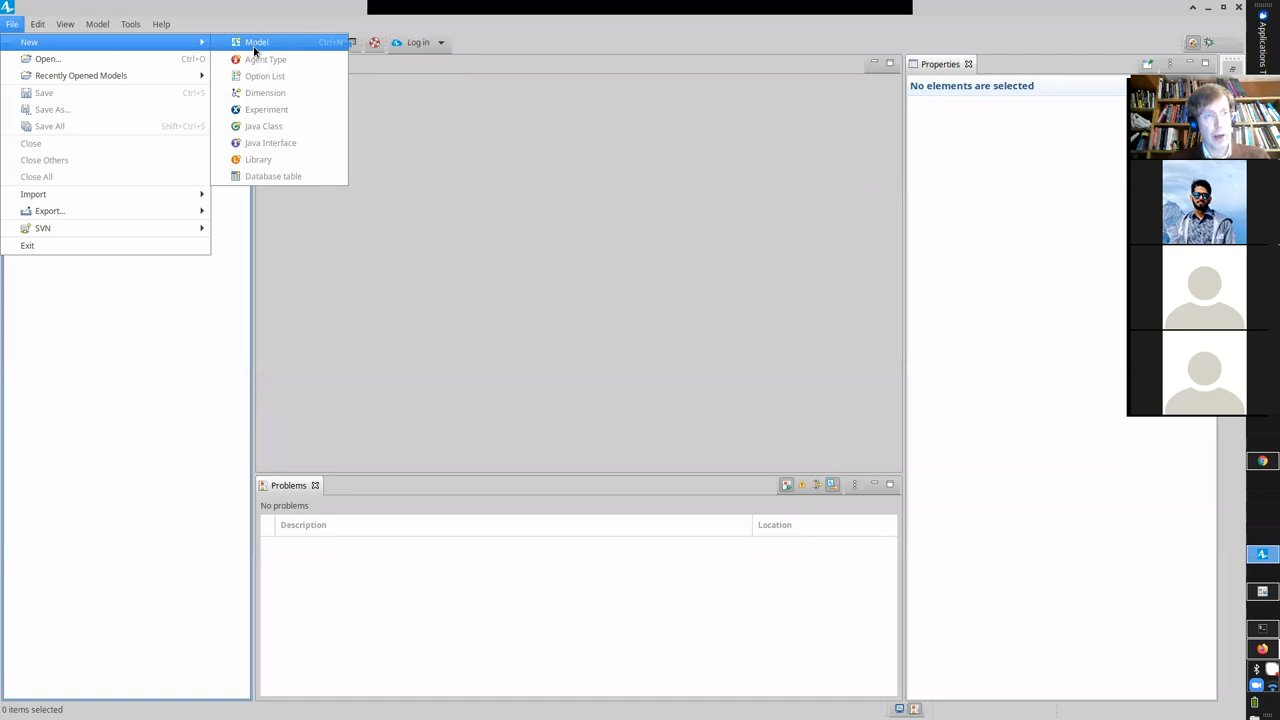 File Edit View Model Tools Help
New
Open... Ctrl+O
Recently Opened Models
Save Ctrl+S
Save As...
Save All Shift+Ctrl+S
Close
Close Others
Close All
Import
Export...
SVN
Exit
Model Ctrl+N
Agent Type
Option List
Dimension
Experiment
Java Class
Java Interface
Library
Database table
Log in
Properties
No elements are selected
Applications
Problems
No problems
Description Location
0 items selected